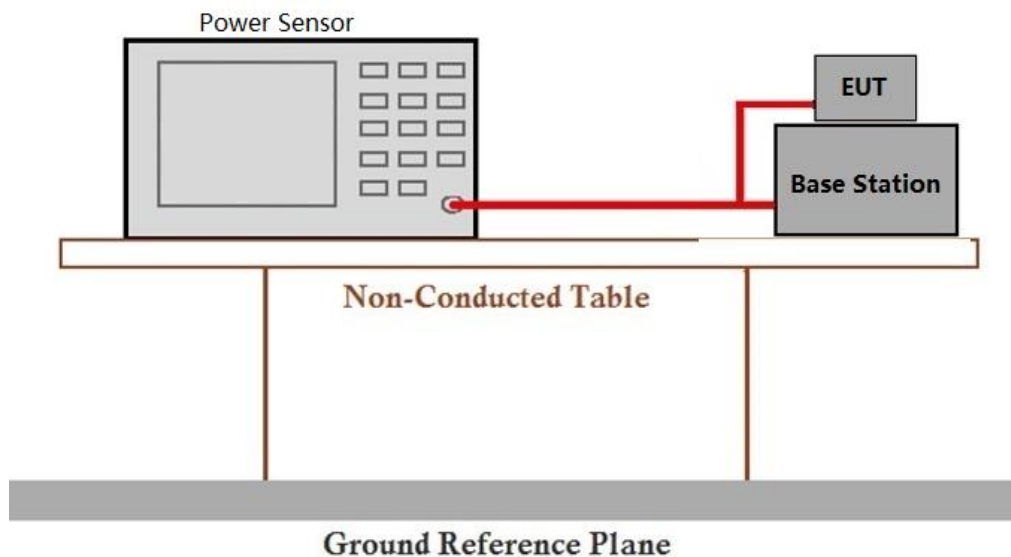 Power Sensor
EUT
Base Station
Non-Conducted Table
Ground Reference Plane